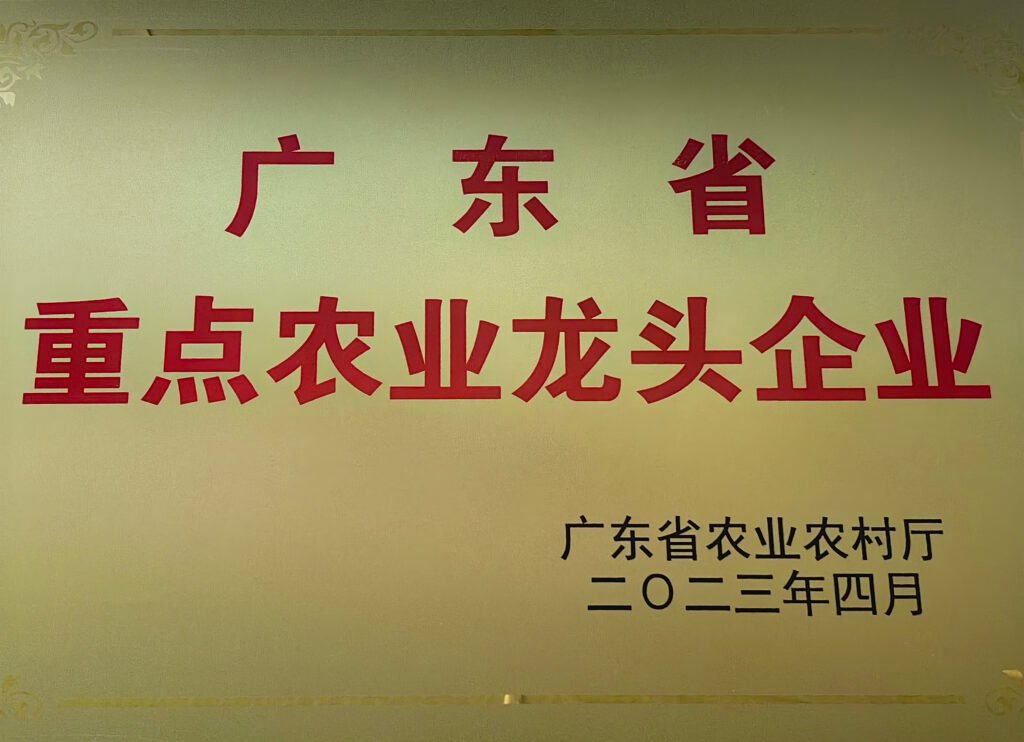 广东省
重点农业龙头企业
广东省农业农村厅
二〇二三年四月